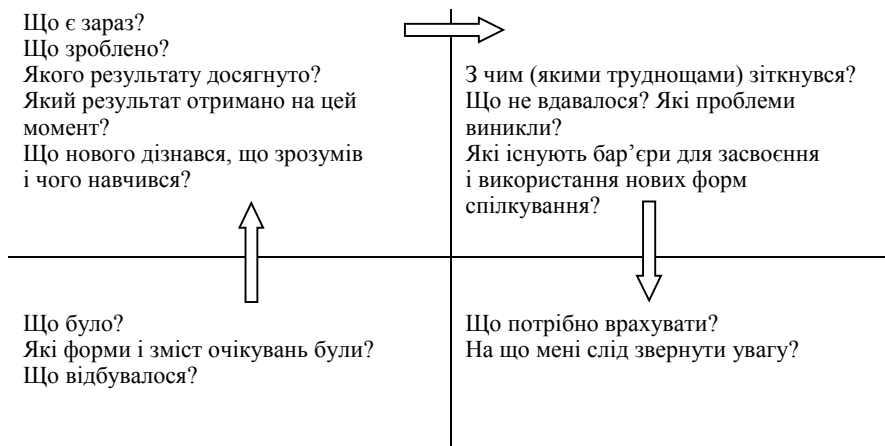 Що є зараз?
Що зроблено?
Якого результату досягнуто?
Який результат отримано на цей
момент?
Що нового дізнався, що зрозумів
і чого навчився?
З чим (якими труднощами) зіткнувся?
Що не вдавалося? Які проблеми
виникли?
Які існують бар’єри для засвоєння
і використання нових форм
спілкування?
Що було?
Які форми і зміст очікувань були?
Що відбувалося?
Що потрібно врахувати?
На що мені слід звернути увагу?